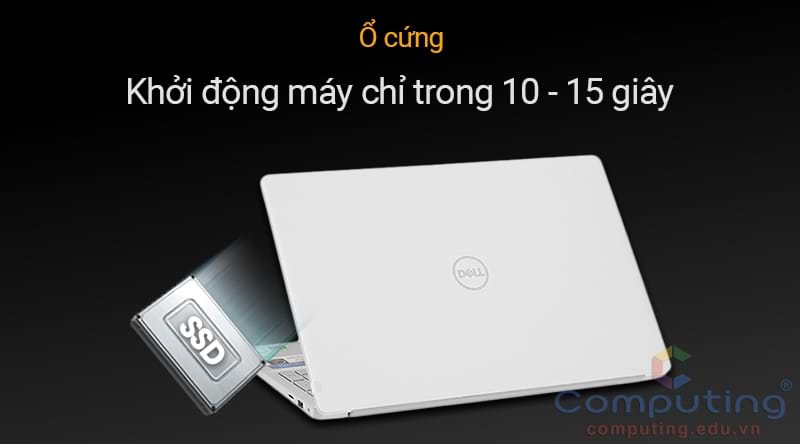 Ổ cứng
Khởi động máy chỉ trong 10 - 15 giây
DELL
SSD
Computing®
computing.edu.vn